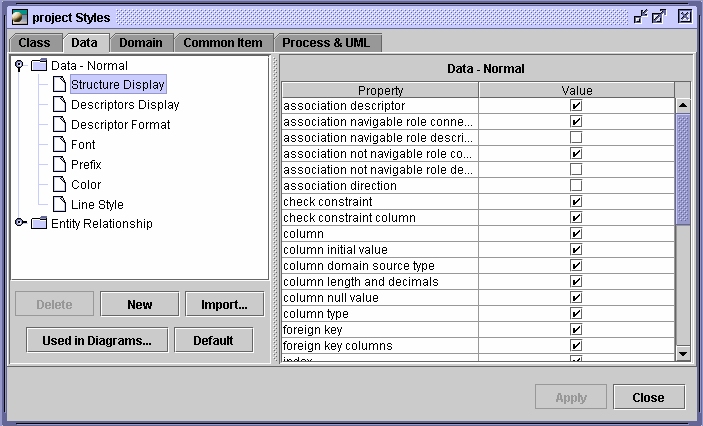 project Styles
Class Data Domain Common Item Process & UML
Data - Normal
Structure Display
Descriptors Display
Descriptor Format
Font
Prefix
Color
Line Style
Entity Relationship
Delete New Import...
Used in Diagrams... Default
Data - Normal
Property Value
association descriptor
association navigable role conne...
association navigable role descri...
association not navigable role co...
association not navigable role de...
association direction
check constraint
check constraint column
column
column initial value
column domain source type
column length and decimals
column null value
column type
foreign key
foreign key columns
index
Apply Close